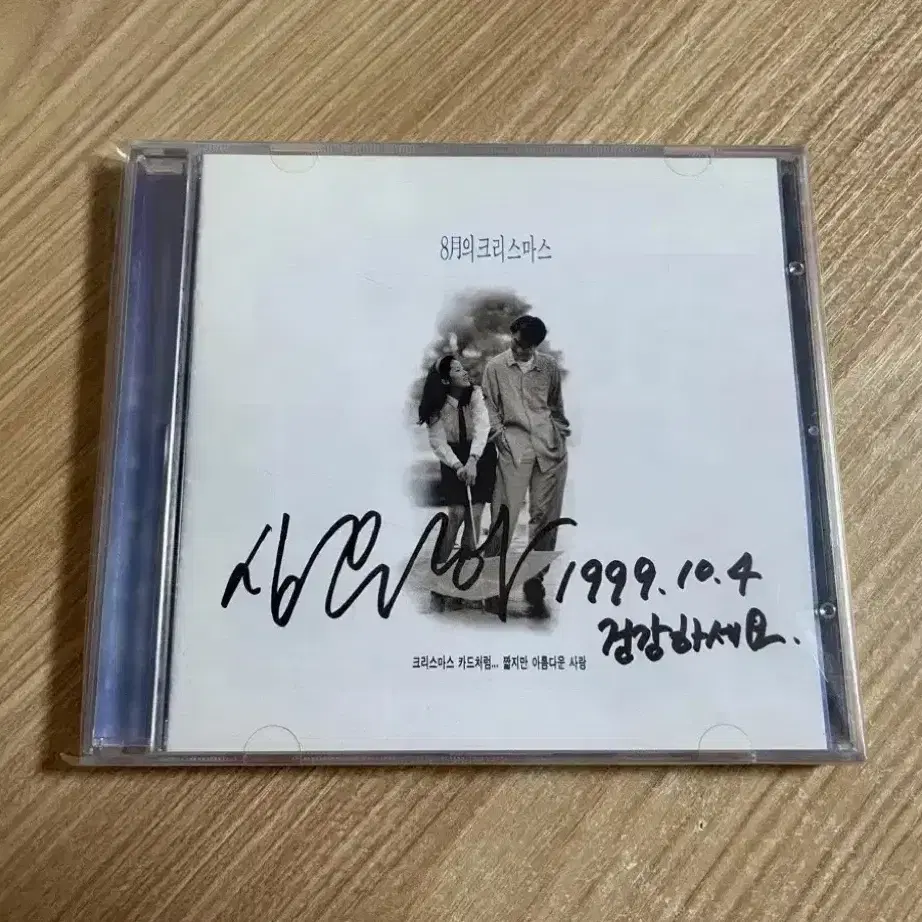 8月의크리스마스
1999.10.4
건강하세요.
크리스마스 카드처럼... 짧지만 아름다운 사랑